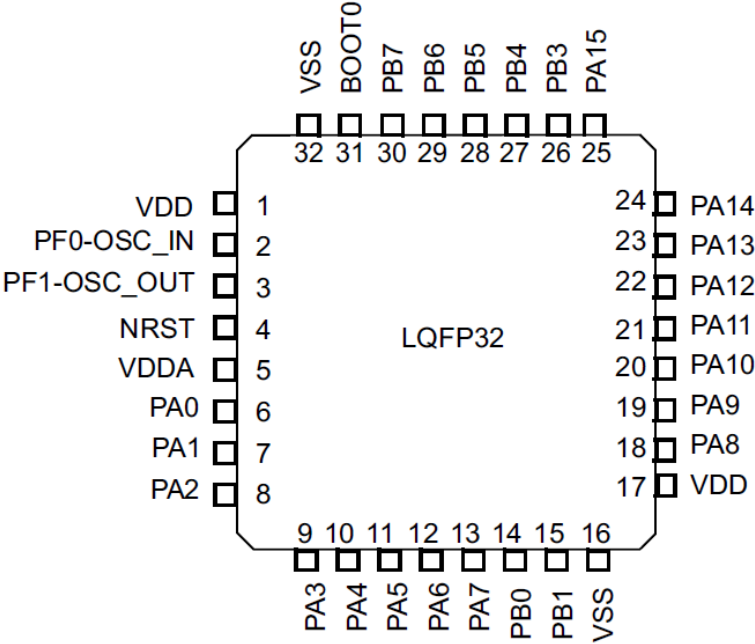 VSS BOOT0 PB7 PB6 PB5 PB4 PB3 PA15
32 31 30 29 28 27 26 25
VDD 1 24 PA14
PF0-OSC_IN 2 23 PA13
PF1-OSC_OUT 3 22 PA12
NRST 4 LQFP32 21 PA11
VDDA 5 20 PA10
PA0 6 19 PA9
PA1 7 18 PA8
PA2 8 17 VDD
9 10 11 12 13 14 15 16
PA3 PA4 PA5 PA6 PA7 PB0 PB1 VSS